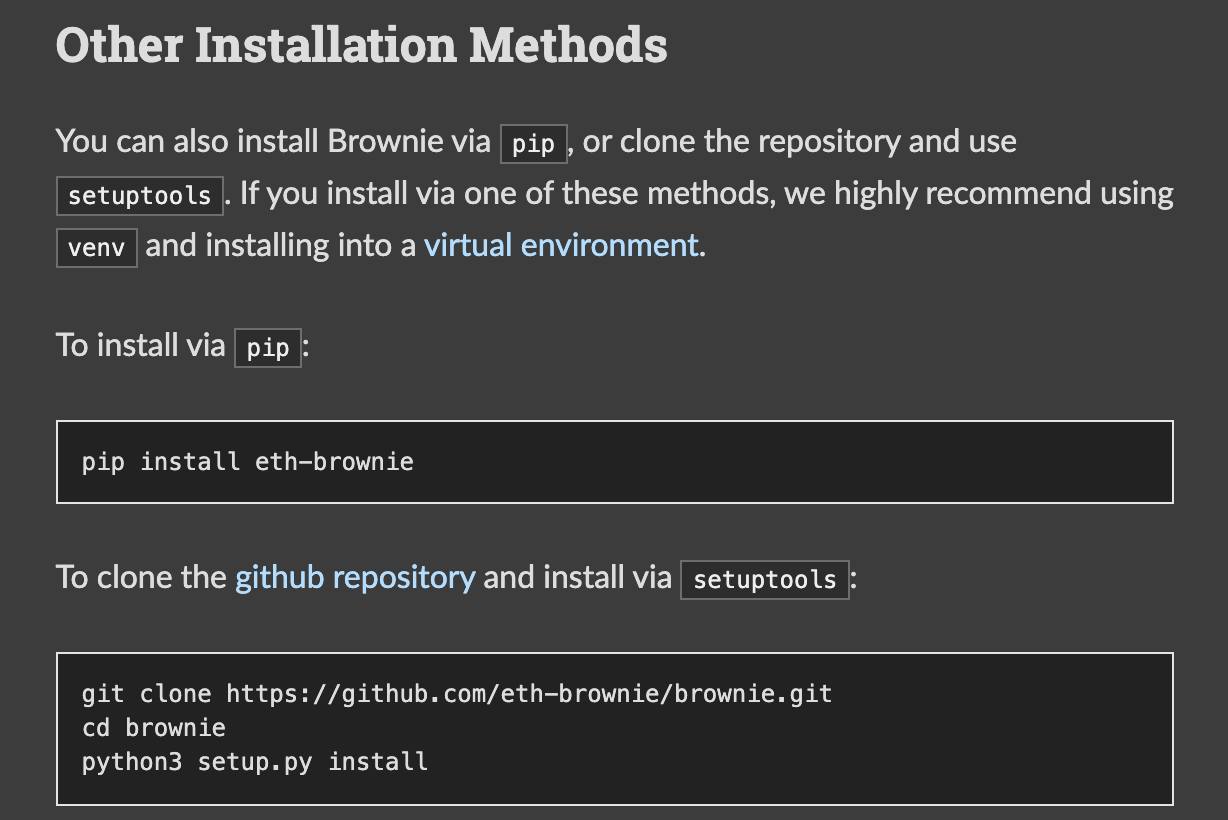 Other Installation Methods
You can also install Brownie via pip, or clone the repository and use
setuptools. If you install via one of these methods, we highly recommend using
venv and installing into a virtual environment.
To install via pip:
pip install eth-brownie
To clone the github repository and install via setuptools:
git clone https://github.com/eth-brownie/brownie.git
cd brownie
python3 setup.py install